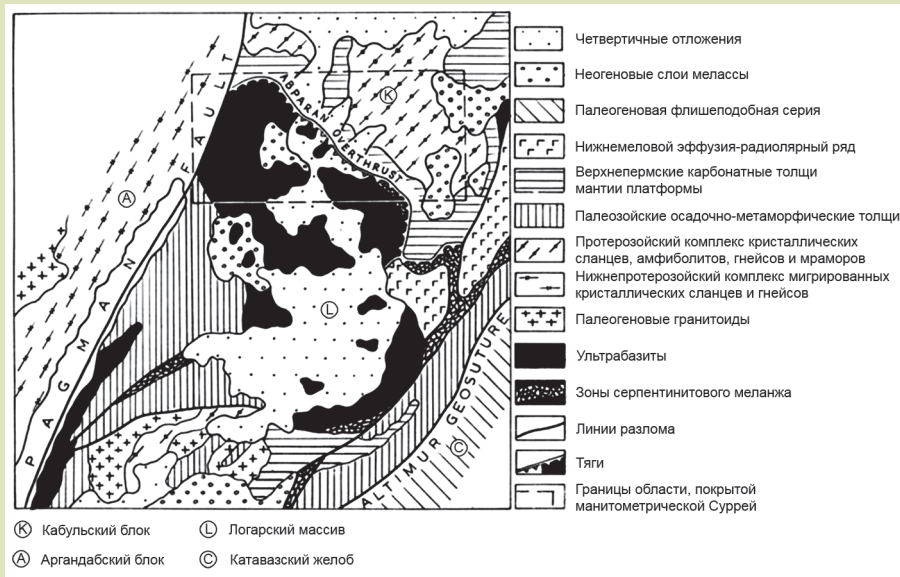 PAGMAN FAULT
ABPARAN OVERTHRUST
ALTIMUR GEOSUTURE
K
A
L
C
Четвертичные отложения
Неогеновые слои мелассы
Палеогеновая флишеподобная серия
Нижнемеловой эффузия-радиолярный ряд
Верхнепермские карбонатные толщи
мантии платформы
Палеозойские осадочно-метаморфические толщи
Протерозойский комплекс кристаллических
сланцев, амфиболитов, гнейсов и мраморов
Нижнепротерозойский комплекс мигрированных
кристаллических сланцев и гнейсов
Палеогеновые гранитоиды
Ультрабазиты
Зоны серпентинитового меланжа
Линии разлома
Тяги
Границы области, покрытой
манитометрической Суррей
K Кабульский блок
L Логарский массив
A Аргандабский блок
C Катавазский желоб